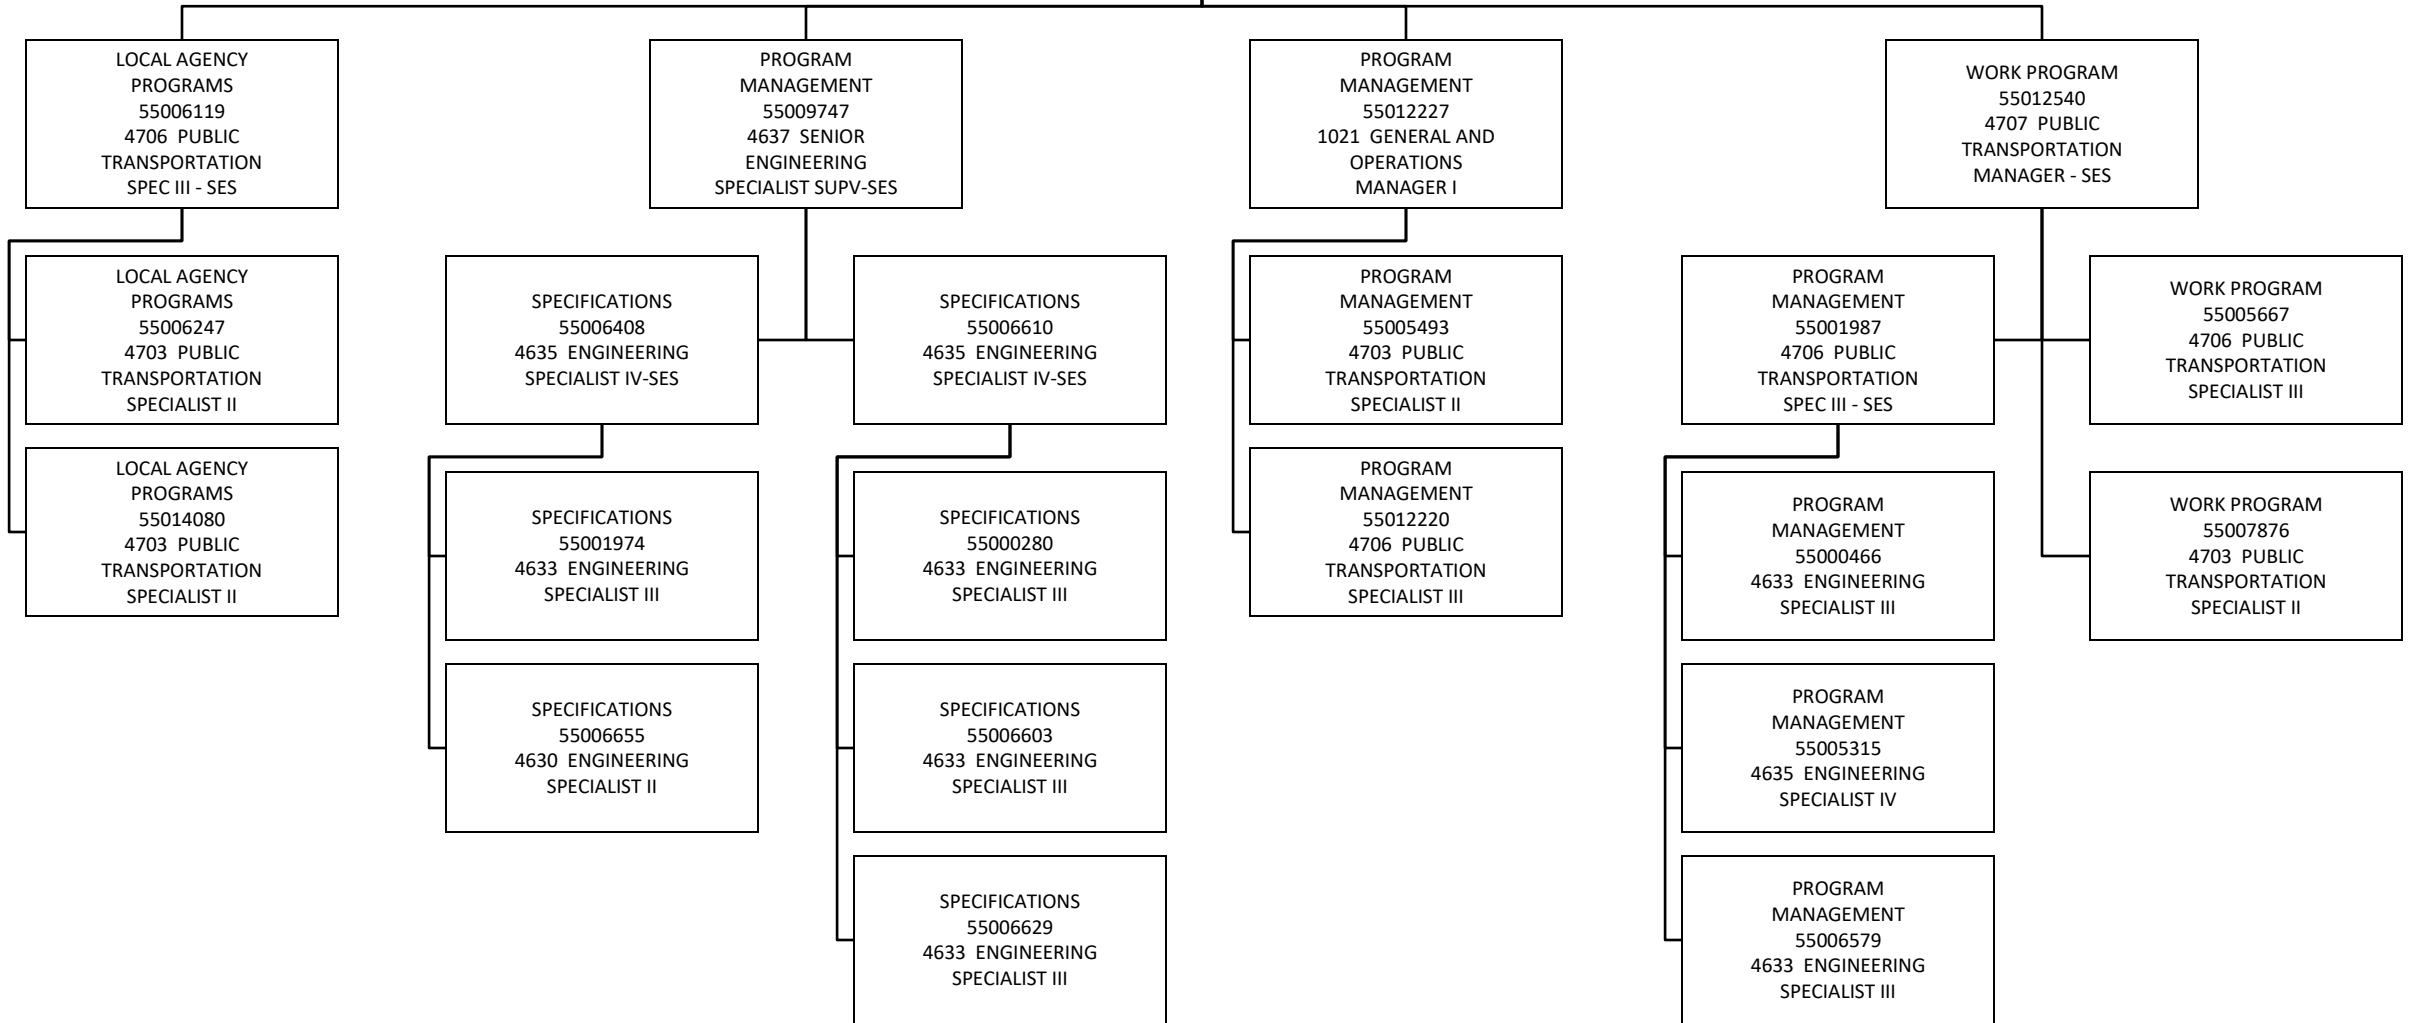 LOCAL AGENCY
PROGRAMS
55006119
4706  PUBLIC
TRANSPORTATION
SPEC III - SES
PROGRAM
MANAGEMENT
55009747
4637  SENIOR
ENGINEERING
SPECIALIST SUPV-SES
PROGRAM
MANAGEMENT
55012227
1021  GENERAL AND
OPERATIONS
MANAGER I
WORK PROGRAM
55012540
4707  PUBLIC
TRANSPORTATION
MANAGER - SES
LOCAL AGENCY
PROGRAMS
55006247
4703  PUBLIC
TRANSPORTATION
SPECIALIST II
SPECIFICATIONS
55006408
4635  ENGINEERING
SPECIALIST IV-SES
SPECIFICATIONS
55006610
4635  ENGINEERING
SPECIALIST IV-SES
PROGRAM
MANAGEMENT
55005493
4703  PUBLIC
TRANSPORTATION
SPECIALIST II
PROGRAM
MANAGEMENT
55001987
4706  PUBLIC
TRANSPORTATION
SPEC III - SES
WORK PROGRAM
55005667
4706  PUBLIC
TRANSPORTATION
SPECIALIST III
LOCAL AGENCY
PROGRAMS
55014080
4703  PUBLIC
TRANSPORTATION
SPECIALIST II
SPECIFICATIONS
55001974
4633  ENGINEERING
SPECIALIST III
SPECIFICATIONS
55000280
4633  ENGINEERING
SPECIALIST III
PROGRAM
MANAGEMENT
55012220
4706  PUBLIC
TRANSPORTATION
SPECIALIST III
PROGRAM
MANAGEMENT
55000466
4633  ENGINEERING
SPECIALIST III
WORK PROGRAM
55007876
4703  PUBLIC
TRANSPORTATION
SPECIALIST II
SPECIFICATIONS
55006655
4630  ENGINEERING
SPECIALIST II
SPECIFICATIONS
55006603
4633  ENGINEERING
SPECIALIST III
PROGRAM
MANAGEMENT
55005315
4635  ENGINEERING
SPECIALIST IV
SPECIFICATIONS
55006629
4633  ENGINEERING
SPECIALIST III
PROGRAM
MANAGEMENT
55006579
4633  ENGINEERING
SPECIALIST III